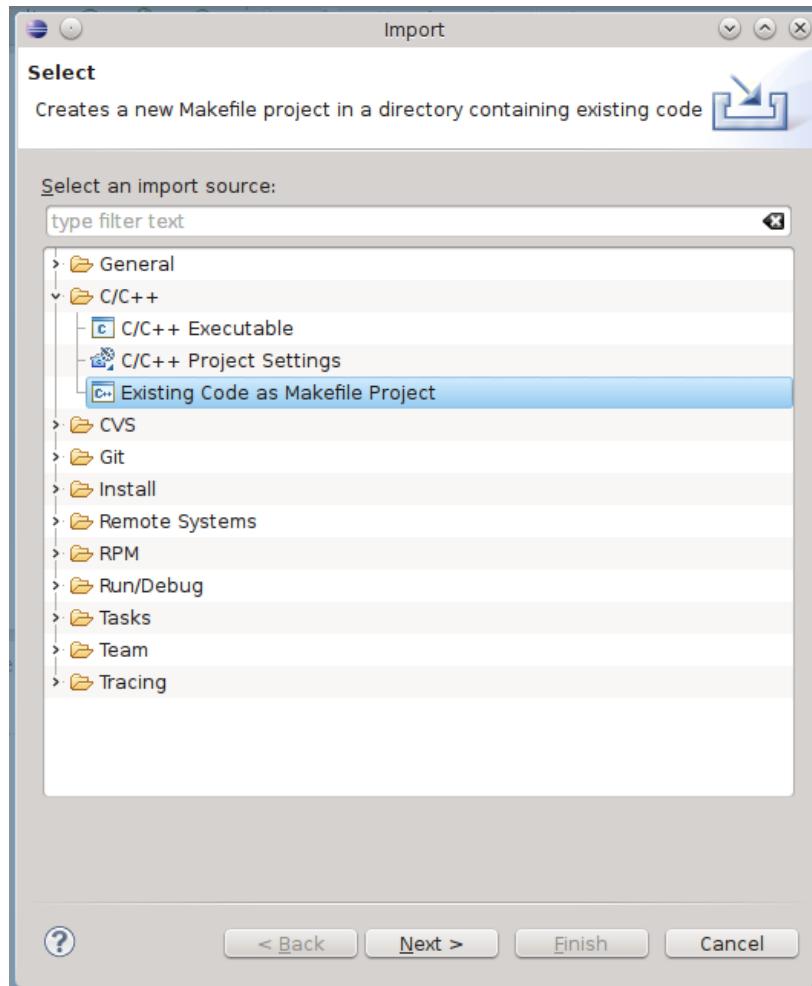 Import
Select
Creates a new Makefile project in a directory containing existing code
Select an import source:
type filter text
General
C/C++
C/C++ Executable
C/C++ Project Settings
Existing Code as Makefile Project
CVS
Git
Install
Remote Systems
RPM
Run/Debug
Tasks
Team
Tracing
< Back Next > Finish Cancel